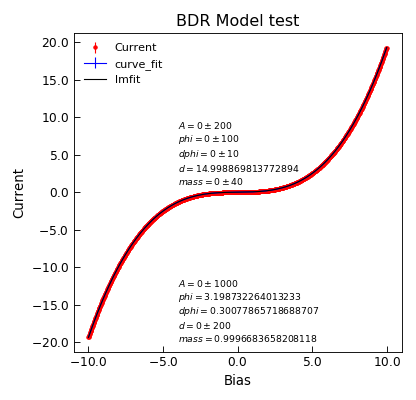 BDR Model test
Current
curve_fit
lmfit
20.0
15.0
10.0
5.0
0.0
−5.0
−10.0
−15.0
−20.0
Current
A = 0 ± 200
phi = 0 ± 100
dphi = 0 ± 10
d = 14.998869813772894
mass = 0 ± 40
A = 0 ± 1000
phi = 3.198732264013233
dphi = 0.30077865718688707
d = 0 ± 200
mass = 0.9996683658208118
−10.0 −5.0 0.0 5.0 10.0
Bias